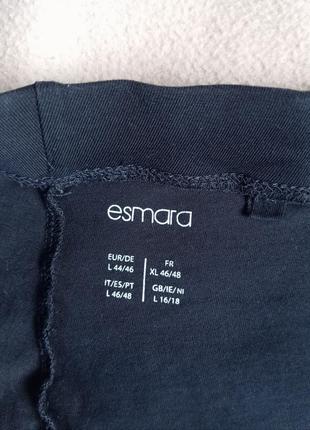 esmara
EUR/DE
L 44/46
FR
XL 46/48
IT/ES/PT
L 46/48
GB/IE/NI
L 16/18